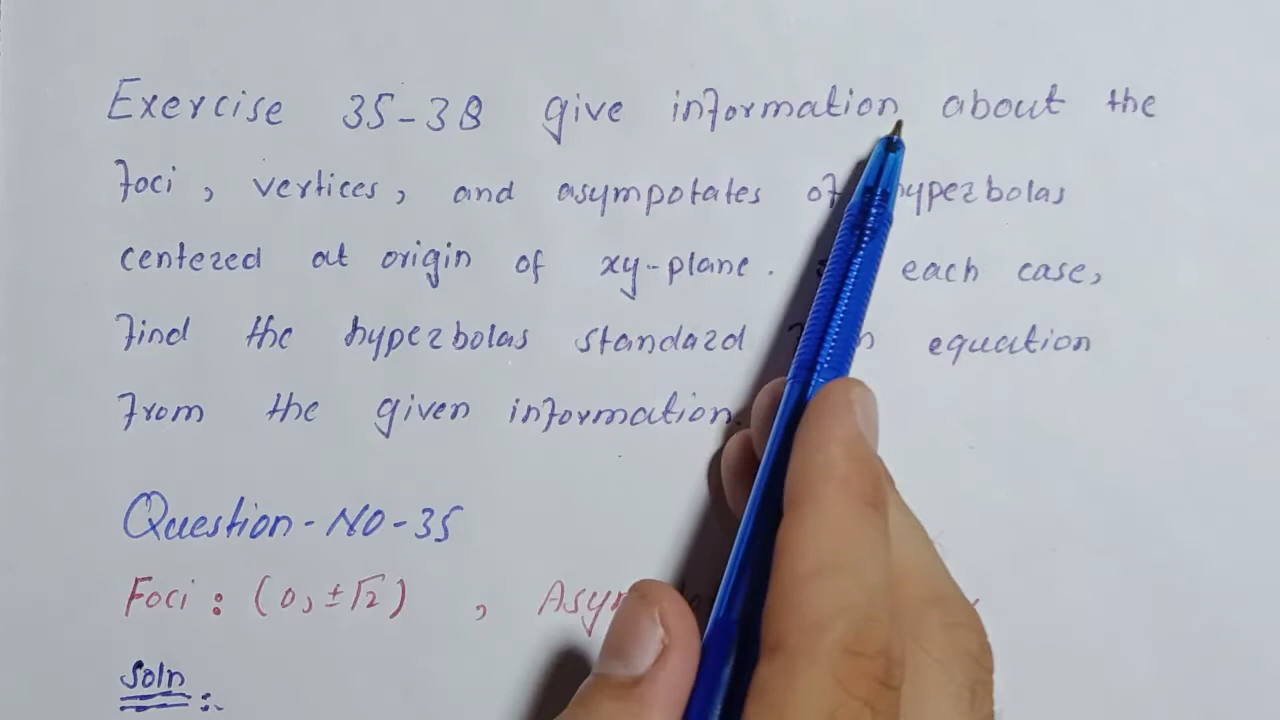 Exercise 35-38 give information about the
foci, vertices, and asympotates of hyperbolas
centered at origin of xy-plane. each case,
find the hyperbolas standard equation
from the given information.
Question-NO-35
Foci: (0, ±√2) ,
Soln